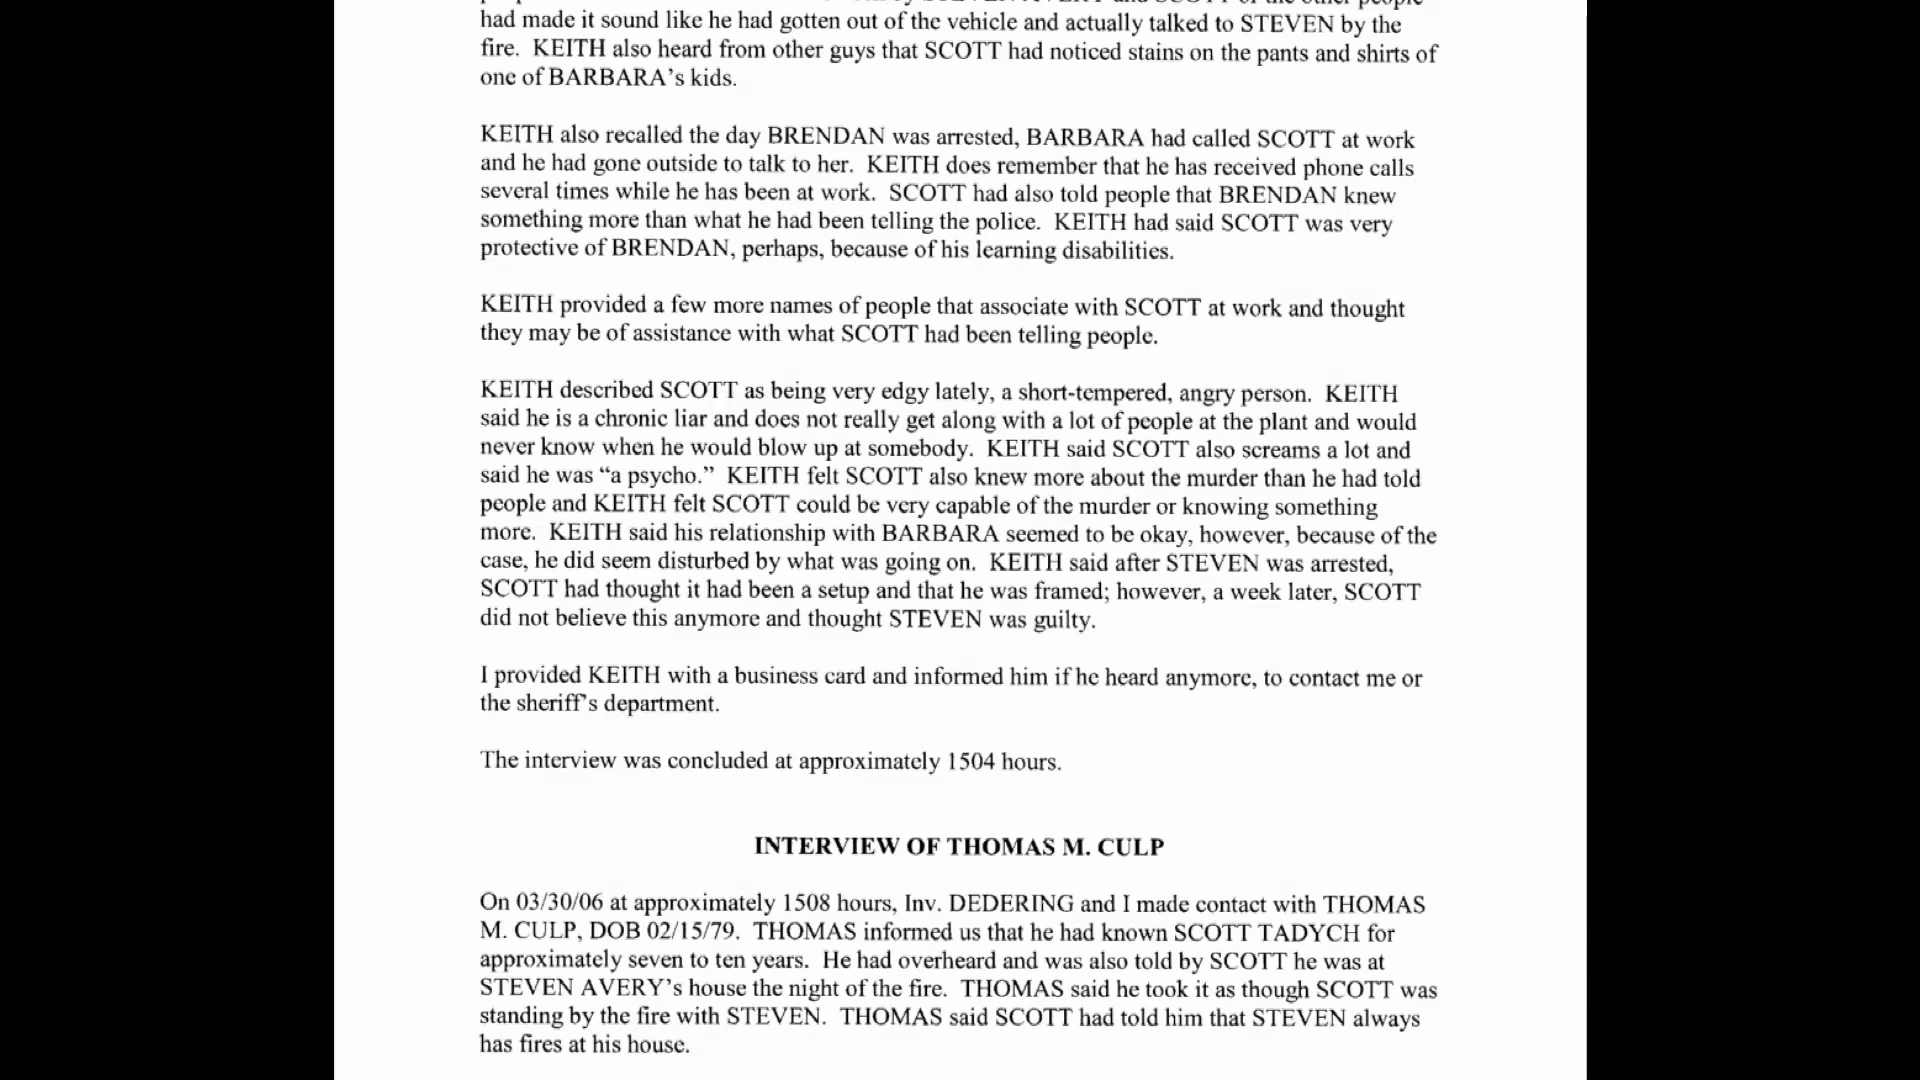 had made it sound like he had gotten out of the vehicle and actually talked to STEVEN by the
fire. KEITH also heard from other guys that SCOTT had noticed stains on the pants and shirts of
one of BARBARA's kids.
KEITH also recalled the day BRENDAN was arrested, BARBARA had called SCOTT at work
and he had gone outside to talk to her. KEITH does remember that he has received phone calls
several times while he has been at work. SCOTT had also told people that BRENDAN knew
something more than what he had been telling the police. KEITH had said SCOTT was very
protective of BRENDAN, perhaps, because of his learning disabilities.
KEITH provided a few more names of people that associate with SCOTT at work and thought
they may be of assistance with what SCOTT had been telling people.
KEITH described SCOTT as being very edgy lately, a short-tempered, angry person. KEITH
said he is a chronic liar and does not really get along with a lot of people at the plant and would
never know when he would blow up at somebody. KEITH said SCOTT also screams a lot and
said he was “a psycho.” KEITH felt SCOTT also knew more about the murder than he had told
people and KEITH felt SCOTT could be very capable of the murder or knowing something
more. KEITH said his relationship with BARBARA seemed to be okay, however, because of the
case, he did seem disturbed by what was going on. KEITH said after STEVEN was arrested,
SCOTT had thought it had been a setup and that he was framed; however, a week later, SCOTT
did not believe this anymore and thought STEVEN was guilty.
I provided KEITH with a business card and informed him if he heard anymore, to contact me or
the sheriff's department.
The interview was concluded at approximately 1504 hours.
INTERVIEW OF THOMAS M. CULP
On 03/30/06 at approximately 1508 hours, Inv. DEDERING and I made contact with THOMAS
M. CULP, DOB 02/15/79. THOMAS informed us that he had known SCOTT TADYCH for
approximately seven to ten years. He had overheard and was also told by SCOTT he was at
STEVEN AVERY's house the night of the fire. THOMAS said he took it as though SCOTT was
standing by the fire with STEVEN. THOMAS said SCOTT had told him that STEVEN always
has fires at his house.